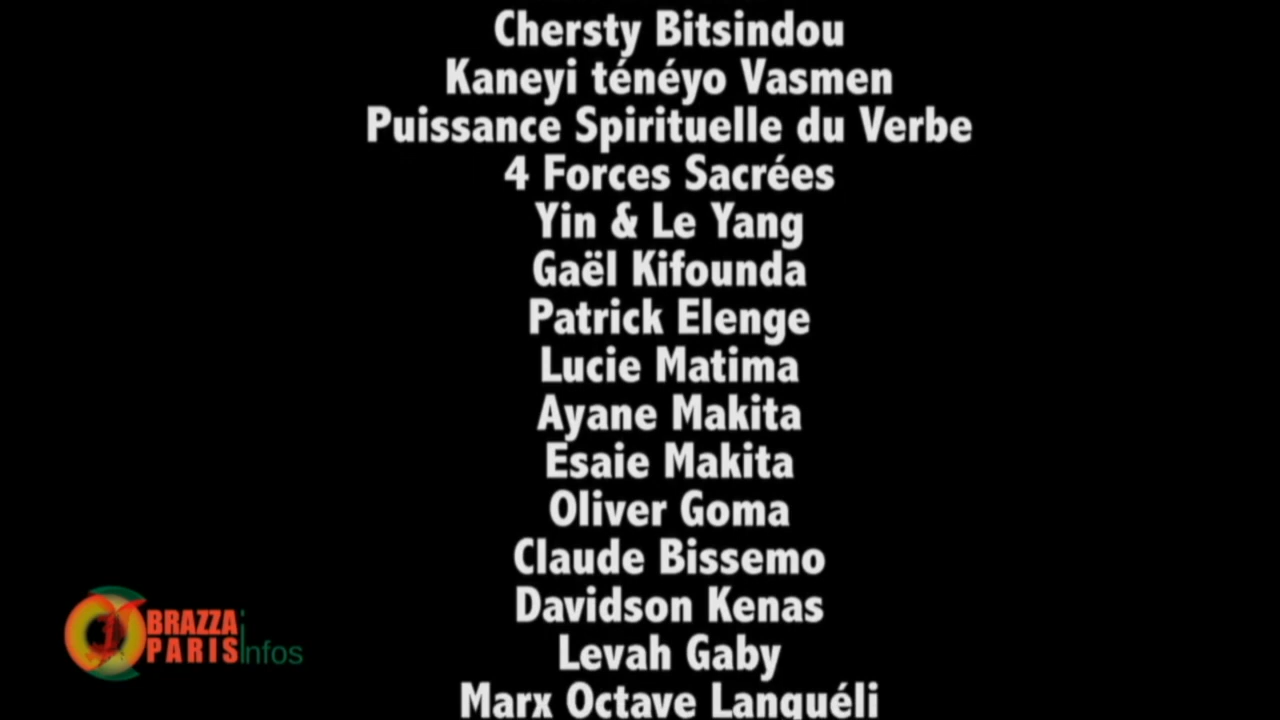 Chersty Bitsindou
Kaneyi ténéyo Vasmen
Puissance Spirituelle du Verbe
4 Forces Sacrées
Yin & Le Yang
Gaël Kifounda
Patrick Elenge
Lucie Matima
Ayane Makita
Esaie Makita
Oliver Goma
Claude Bissemo
Davidson Kenas
Levah Gaby
Marx Octave Languéli
BRAZZA
PARIS infos